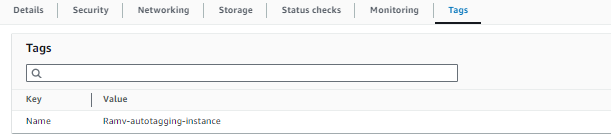 Details Security Networking Storage Status checks Monitoring Tags
Tags
Key Value
Name Ramv-autotagging-instance